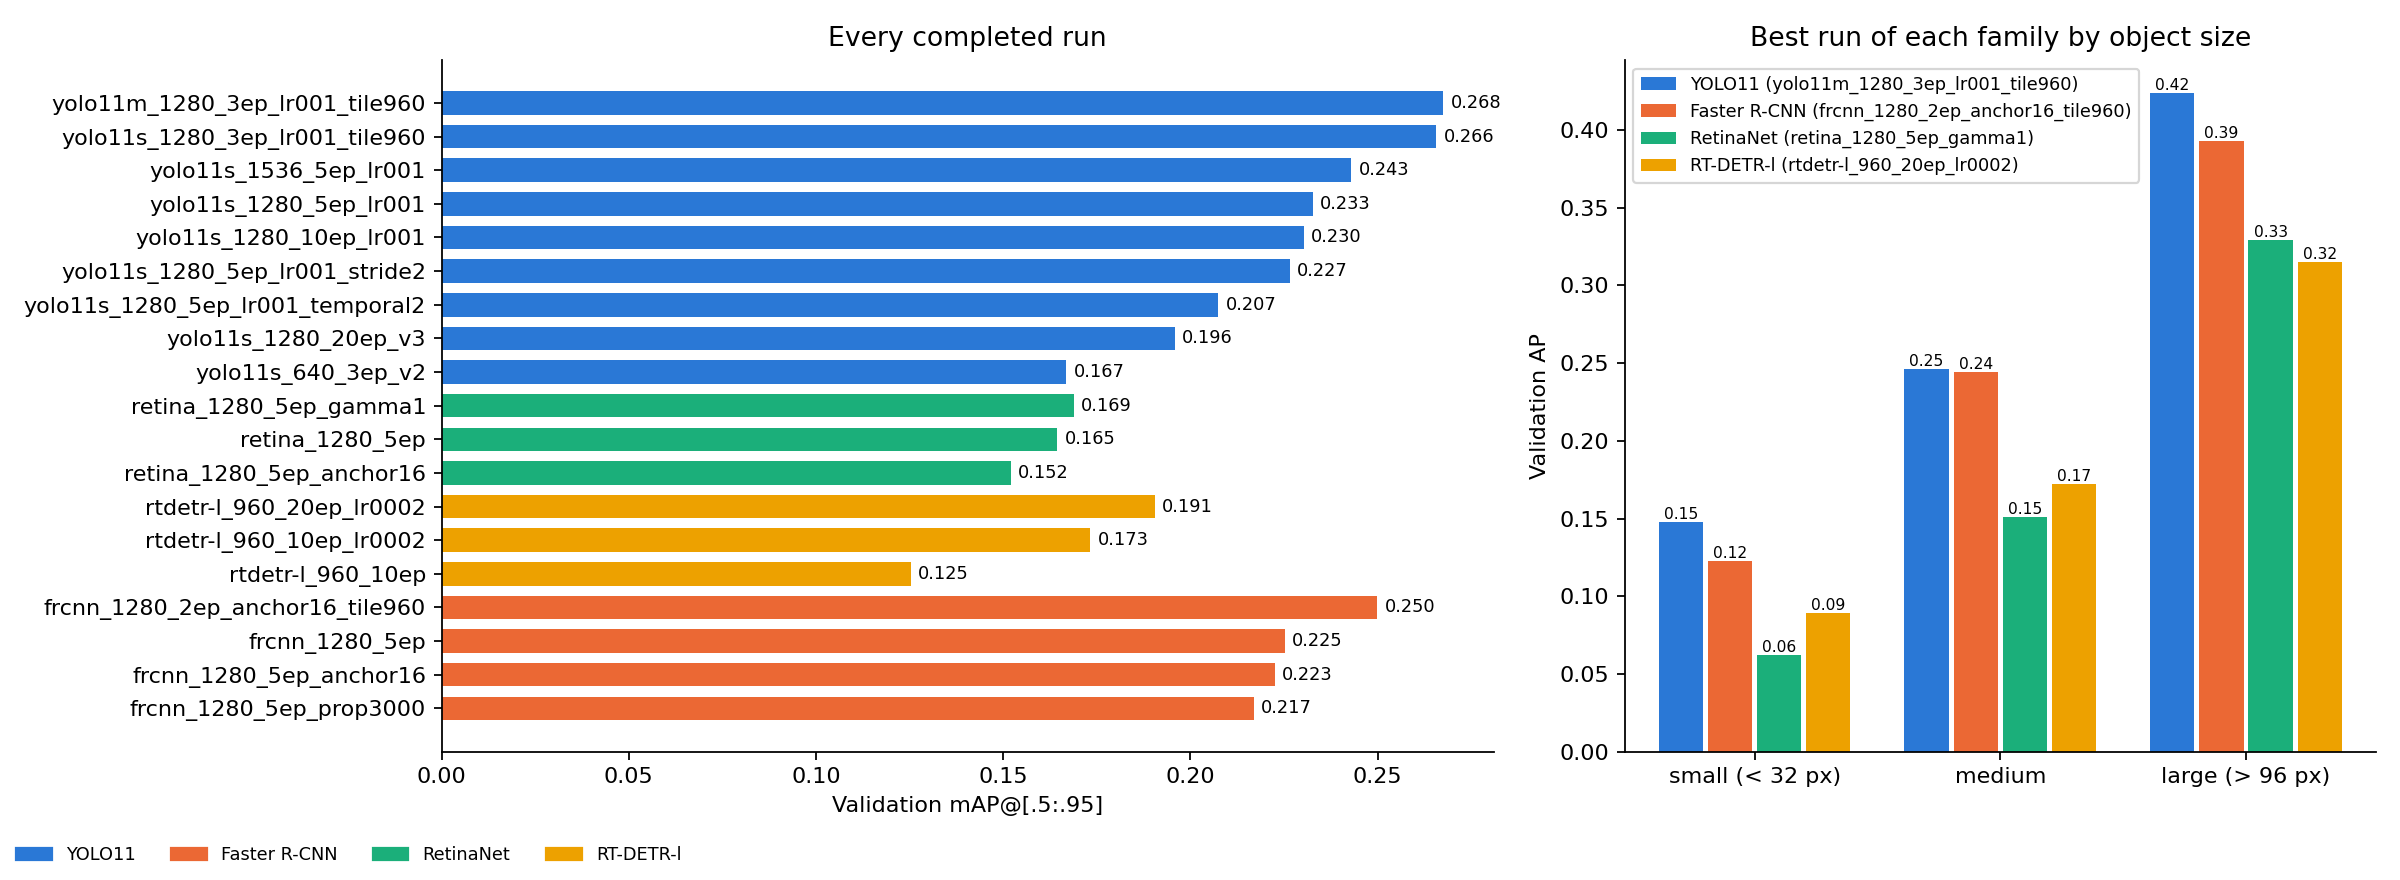 Every completed run
yolo11m_1280_3ep_lr001_tile960 0.268
yolo11s_1280_3ep_lr001_tile960 0.266
yolo11s_1536_5ep_lr001 0.243
yolo11s_1280_5ep_lr001 0.233
yolo11s_1280_10ep_lr001 0.230
yolo11s_1280_5ep_lr001_stride2 0.227
yolo11s_1280_5ep_lr001_temporal2 0.207
yolo11s_1280_20ep_v3 0.196
yolo11s_640_3ep_v2 0.167
retina_1280_5ep_gamma1 0.169
retina_1280_5ep 0.165
retina_1280_5ep_anchor16 0.152
rtdetr-l_960_20ep_lr0002 0.191
rtdetr-l_960_10ep_lr0002 0.173
rtdetr-l_960_10ep 0.125
frcnn_1280_2ep_anchor16_tile960 0.250
frcnn_1280_5ep 0.225
frcnn_1280_5ep_anchor16 0.223
frcnn_1280_5ep_prop3000 0.217
0.00 0.05 0.10 0.15 0.20 0.25
Validation mAP@[.5:.95]
YOLO11 Faster R-CNN RetinaNet RT-DETR-l
Best run of each family by object size
YOLO11 (yolo11m_1280_3ep_lr001_tile960)
Faster R-CNN (frcnn_1280_2ep_anchor16_tile960)
RetinaNet (retina_1280_5ep_gamma1)
RT-DETR-l (rtdetr-l_960_20ep_lr0002)
Validation AP
0.40
0.35
0.30
0.25
0.20
0.15
0.10
0.05
0.00
0.15 0.12 0.06 0.09
0.25 0.24 0.15 0.17
0.42 0.39 0.33 0.32
small (< 32 px) medium large (> 96 px)